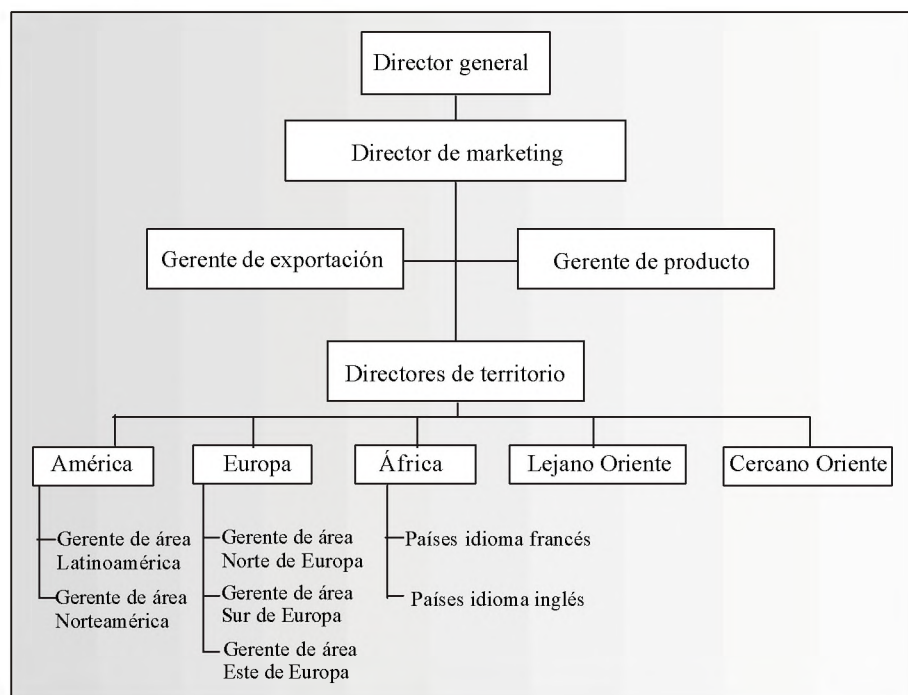 Director general
Director de marketing
Gerente de exportación
Gerente de producto
Directores de territorio
América
Europa
África
Lejano Oriente
Cercano Oriente
Gerente de área
Latinoamérica
Gerente de área
Norteamérica
Gerente de área
Norte de Europa
Gerente de área
Sur de Europa
Gerente de área
Este de Europa
Países idioma francés
Países idioma inglés